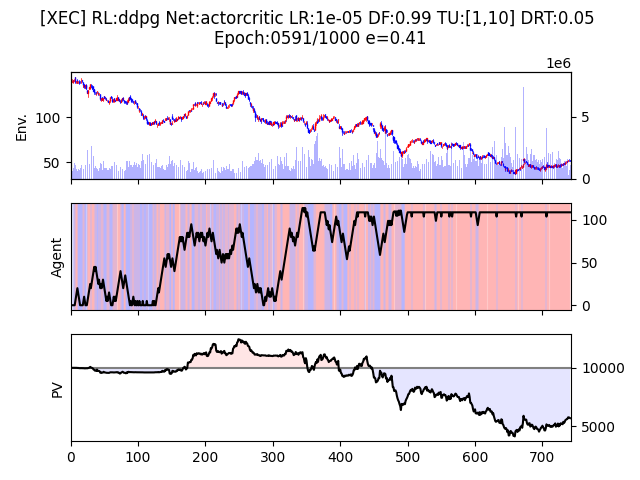 [XEC] RL:ddpg Net:actorcritic LR:1e-05 DF:0.99 TU:[1,10] DRT:0.05
Epoch:0591/1000 e=0.41
1e6
Env.
100
50
5
0
Agent
100
50
0
PV
10000
5000
0 100 200 300 400 500 600 700